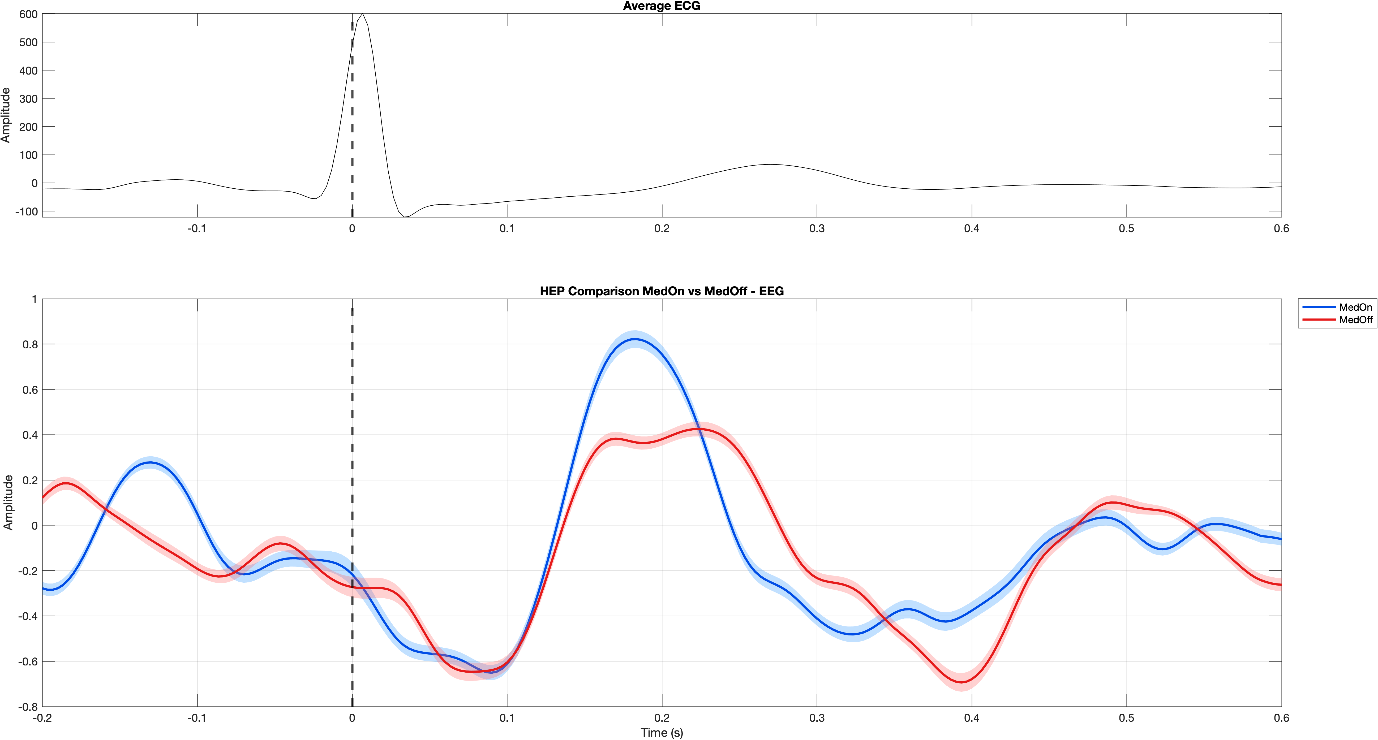 Average ECG
600
500
400
300
200
100
0
-100
Amplitude
-0.1 0 0.1 0.2 0.3 0.4 0.5 0.6
HEP Comparison MedOn vs MedOff - EEG
1
0.8
0.6
0.4
0.2
0
-0.2
-0.4
-0.6
-0.8
Amplitude
-0.2 -0.1 0 0.1 0.2 0.3 0.4 0.5 0.6
Time (s)
MedOn
MedOff